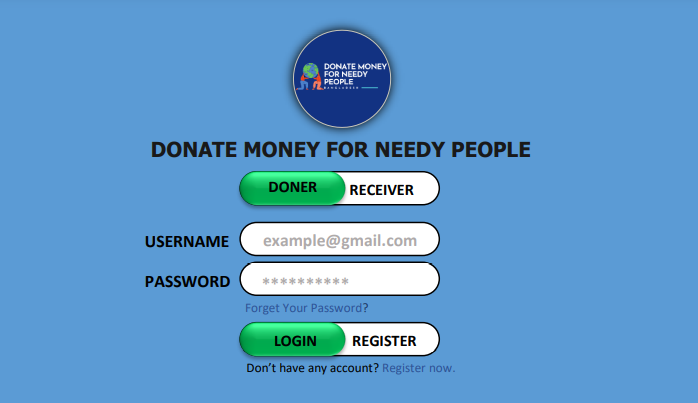 DONATE MONEY
FOR NEEDY
PEOPLE
BANGLADESH
DONATE MONEY FOR NEEDY PEOPLE
DONER RECEIVER
USERNAME example@gmail.com
PASSWORD **********
Forget Your Password?
LOGIN REGISTER
Don't have any account? Register now.